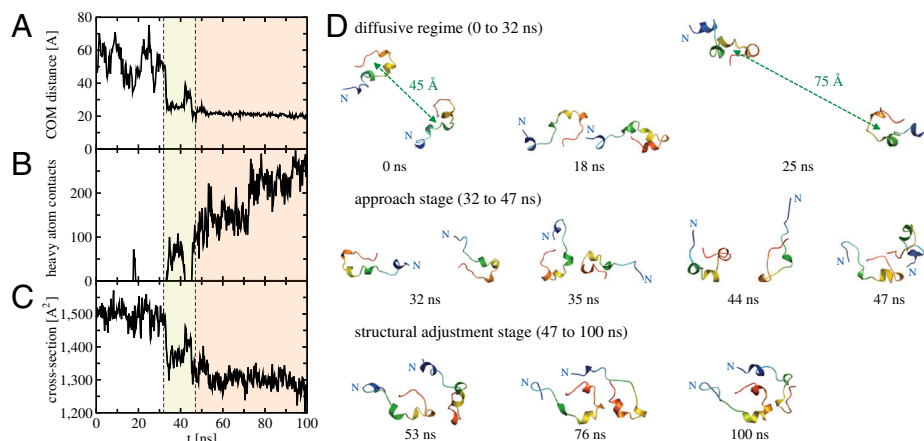 A
COM distance [A]
80
60
40
20
0
B
heavy atom contacts
200
100
0
C
cross-section [A²]
1,500
1,400
1,300
1,200
0 20 40 60 80 100
t [ns]
D
diffusive regime (0 to 32 ns)
N
N
45 Å
75 Å
N
N
N
N
N
0 ns
18 ns
25 ns
approach stage (32 to 47 ns)
N
N
N
N
N
N
N
N
32 ns
35 ns
44 ns
47 ns
structural adjustment stage (47 to 100 ns)
N
N
N
N
N
N
53 ns
76 ns
100 ns